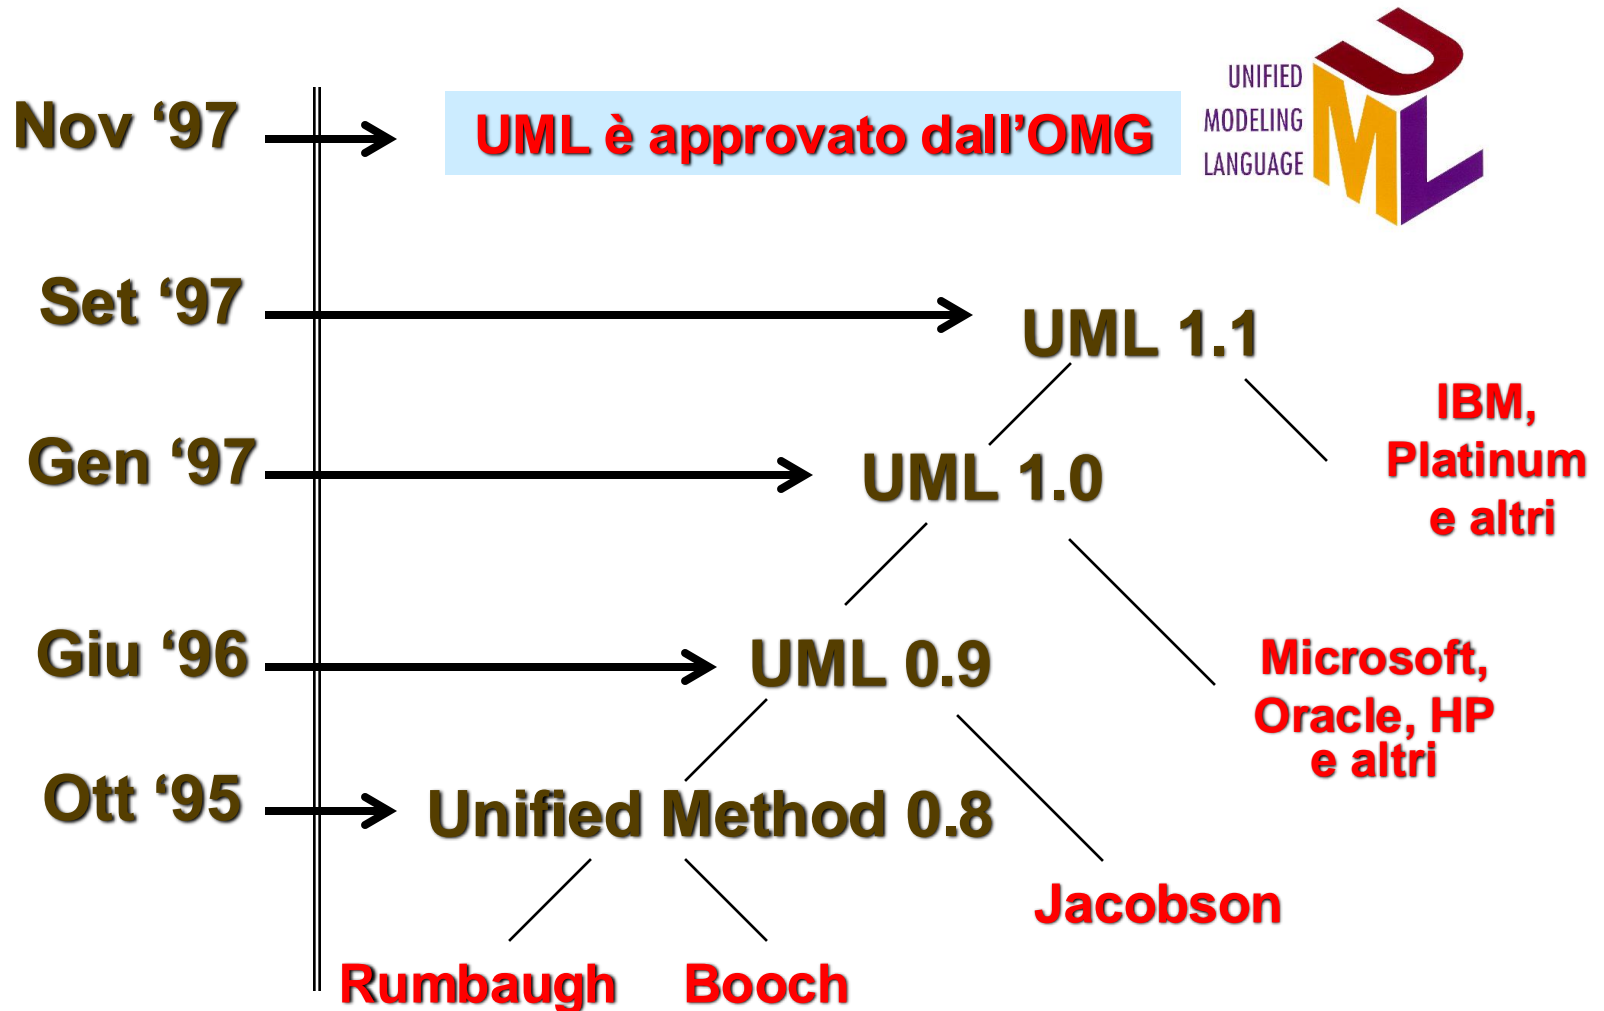 Nov ‘97
UML è approvato dall’OMG
UNIFIED
MODELING
LANGUAGE
UML
Set ‘97
UML 1.1
IBM,
Platinum
e altri
Gen ‘97
UML 1.0
Giu ‘96
UML 0.9
Microsoft,
Oracle, HP
e altri
Ott ‘95
Unified Method 0.8
Jacobson
Rumbaugh
Booch